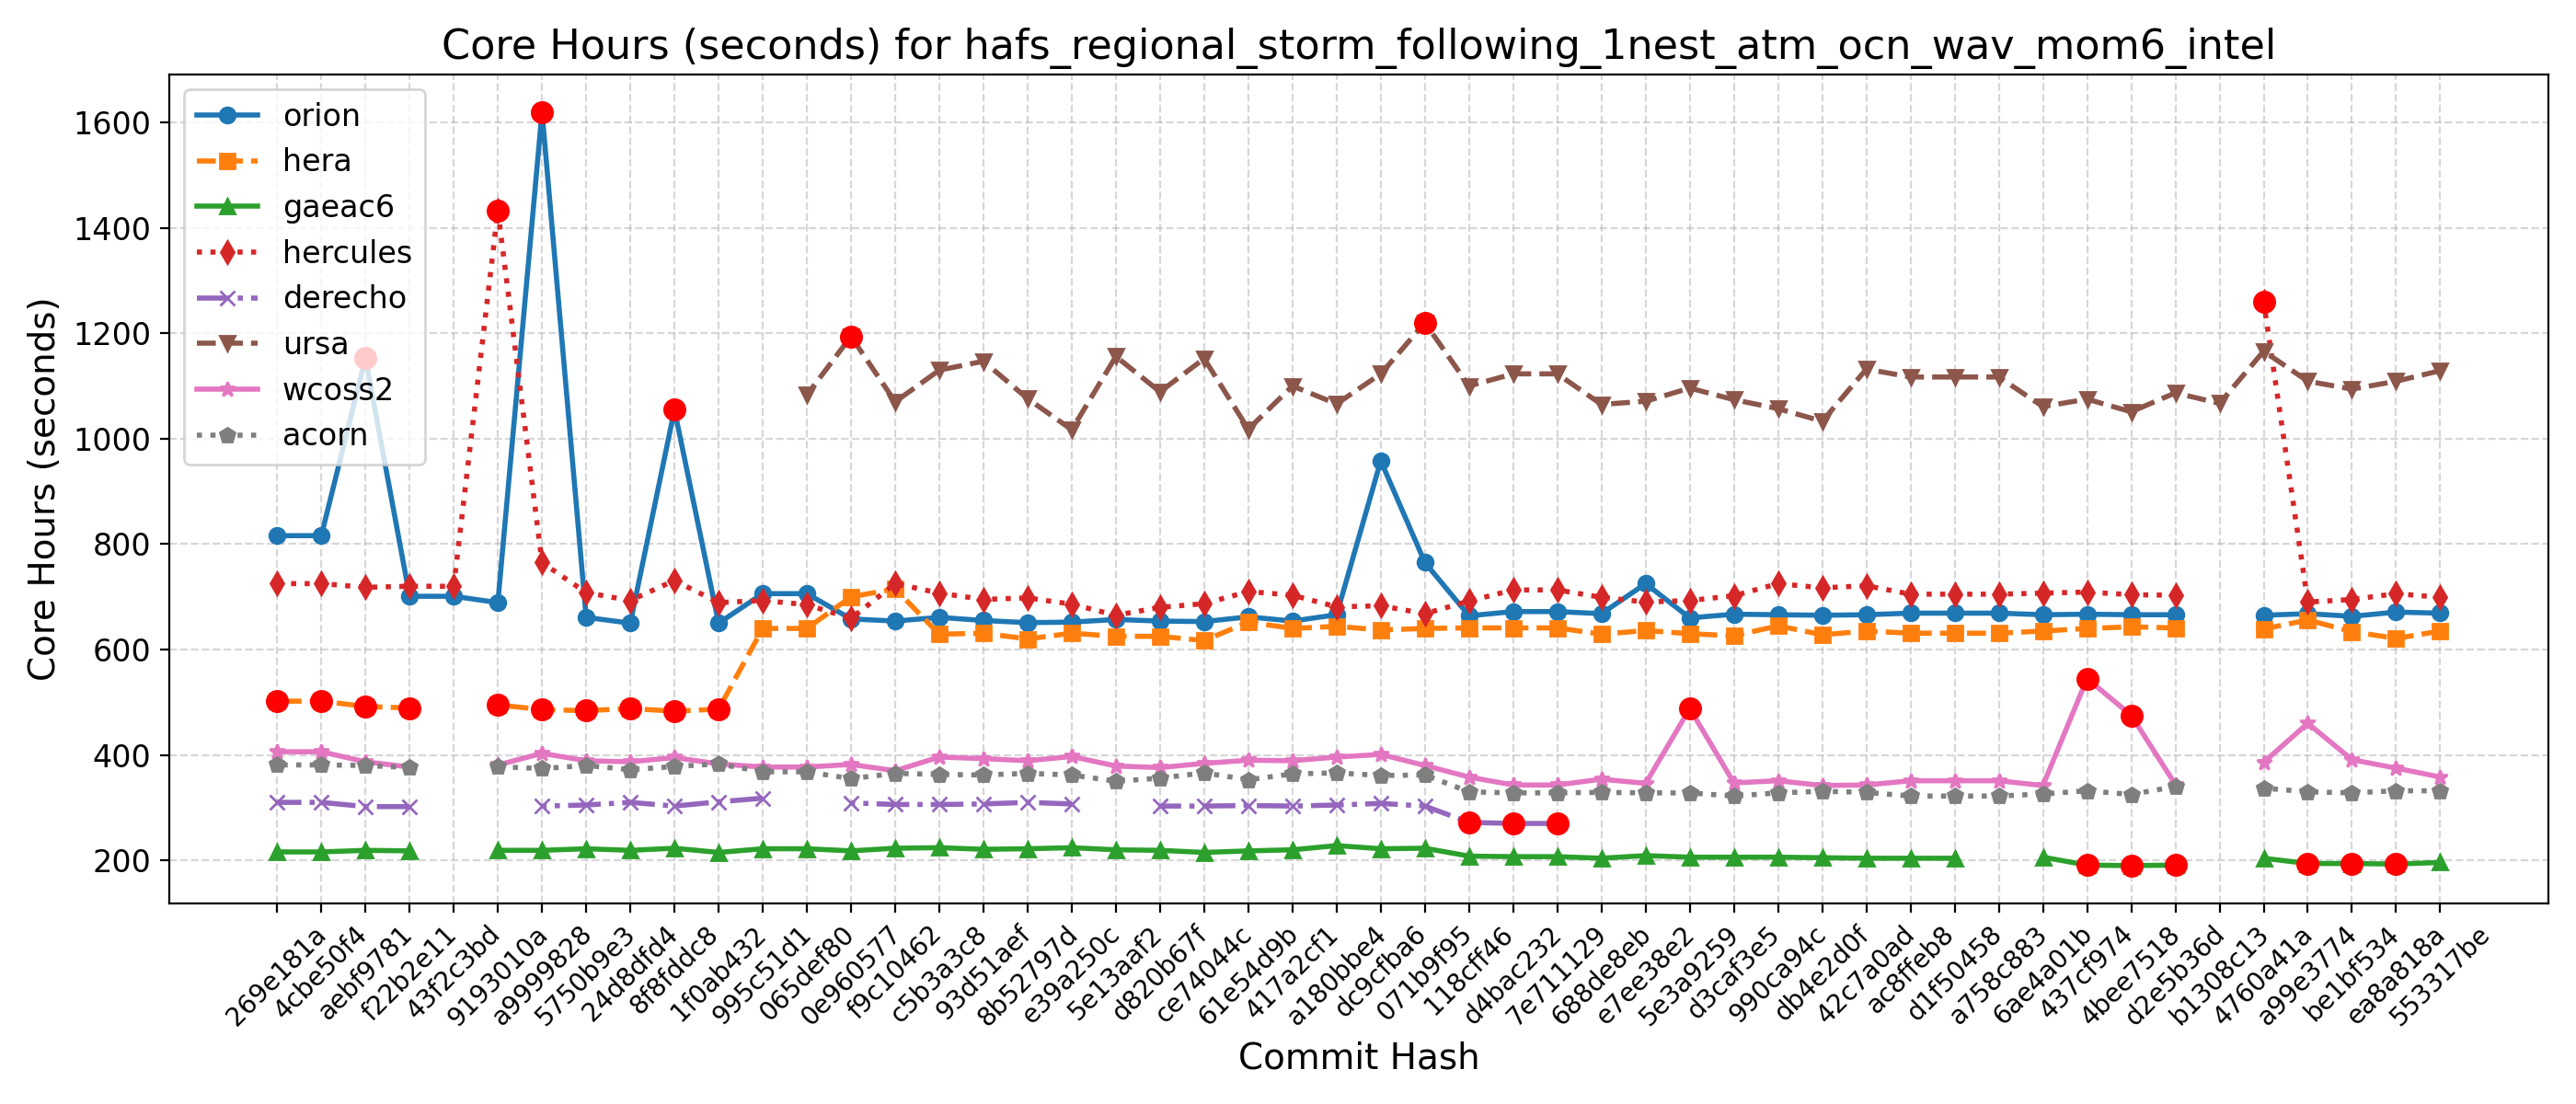 Core Hours (seconds) for hafs_regional_storm_following_1nest_atm_ocn_wav_mom6_intel
Core Hours (seconds)
1600
1400
1200
1000
800
600
400
200
orion
hera
gaeac6
hercules
derecho
ursa
wcoss2
acorn
269e181a
4cbe50f4
aebf9781
f22b2e11
43f2c3bd
9193010a
a9999828
5750b9e3
24d8dfd4
8f8fddc8
1f0ab432
995c51d1
065def80
0e960577
f9c10462
c5b3a3c8
93d51aef
8b52797d
e39a250c
5e13aaf2
d820b67f
ce74044c
61e54d9b
417a2cf1
a180bbe4
dc9cfba6
071b9f95
118cff46
d4bac232
7e711129
688de8eb
e7ee38e2
5e3a9259
d3caf3e5
990ca94c
db4e2d0f
42c7a0ad
ac8ffeb8
d1f50458
a758c883
6ae4a01b
437cf974
4bee7518
d2e5b36d
b1308c13
4760a41a
a99e3774
be1bf534
ea8a818a
553317be
Commit Hash